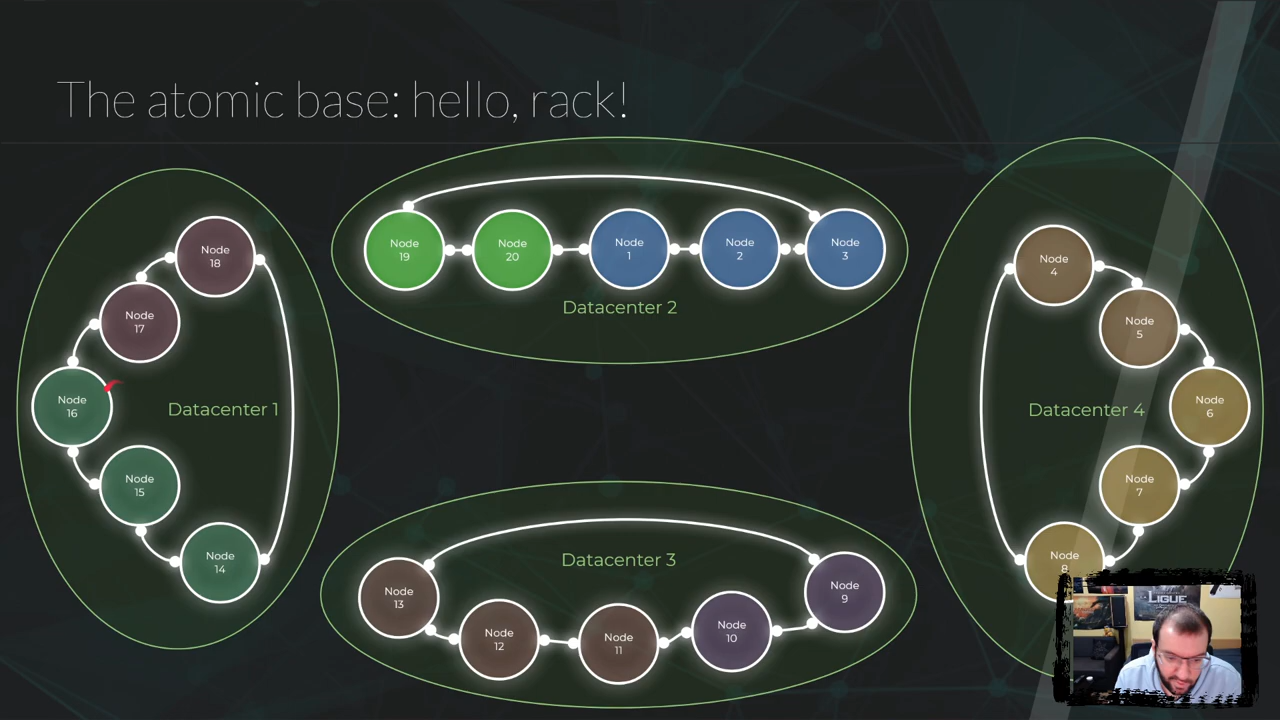 The atomic base: hello, rack!
Node
18
Node
17
Node
16
Node
15
Node
14
Datacenter 1
Node
19
Node
20
Node
1
Node
2
Node
3
Datacenter 2
Node
13
Node
12
Node
11
Node
10
Node
9
Datacenter 3
Node
4
Node
5
Node
6
Node
7
Node
8
Datacenter 4
LIGUE